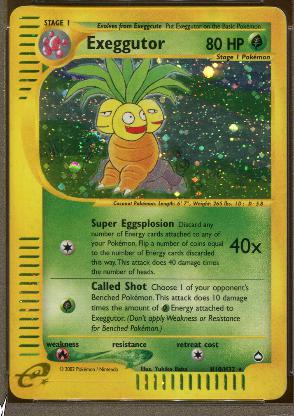 STAGE 1
Evolves from Exeggcute Put Exeggutor on the Basic Pokémon
Exeggutor 80 HP
Stage 1 Pokémon
Coconut Pokémon. Length: 6' 7", Weight: 265 lbs.
Super Eggsplosion Discard any
number of Energy cards attached to any of
your Pokémon. Flip a number of coins equal
to the number of Energy cards discarded
this way. This attack does 40 damage times
the number of heads.
40x
Called Shot Choose 1 of your opponent's
Benched Pokémon. This attack does 10 damage
times the amount of Energy attached to
Exeggutor. (Don't apply Weakness or Resistance
for Benched Pokémon.)
weakness resistance retreat cost
© 2002 Pokémon / Nintendo Illus. Yukiko Baba H10/H32
e